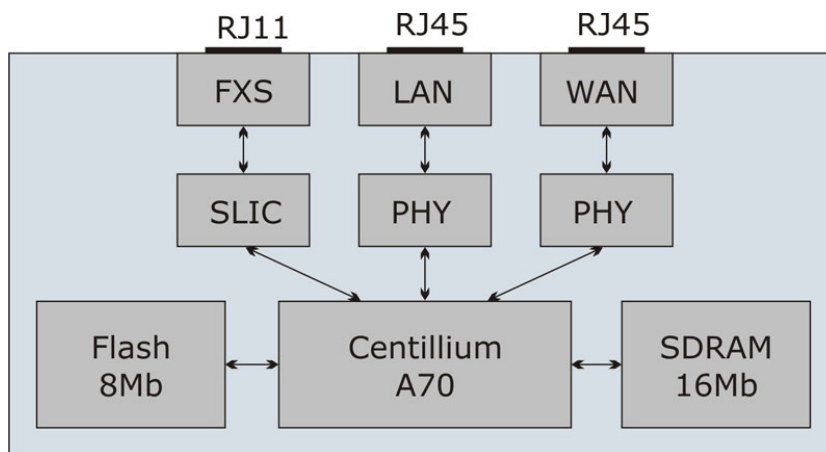 RJ11 RJ45 RJ45
FXS LAN WAN
SLIC PHY PHY
Flash
8Mb
Centillium
A70
SDRAM
16Mb